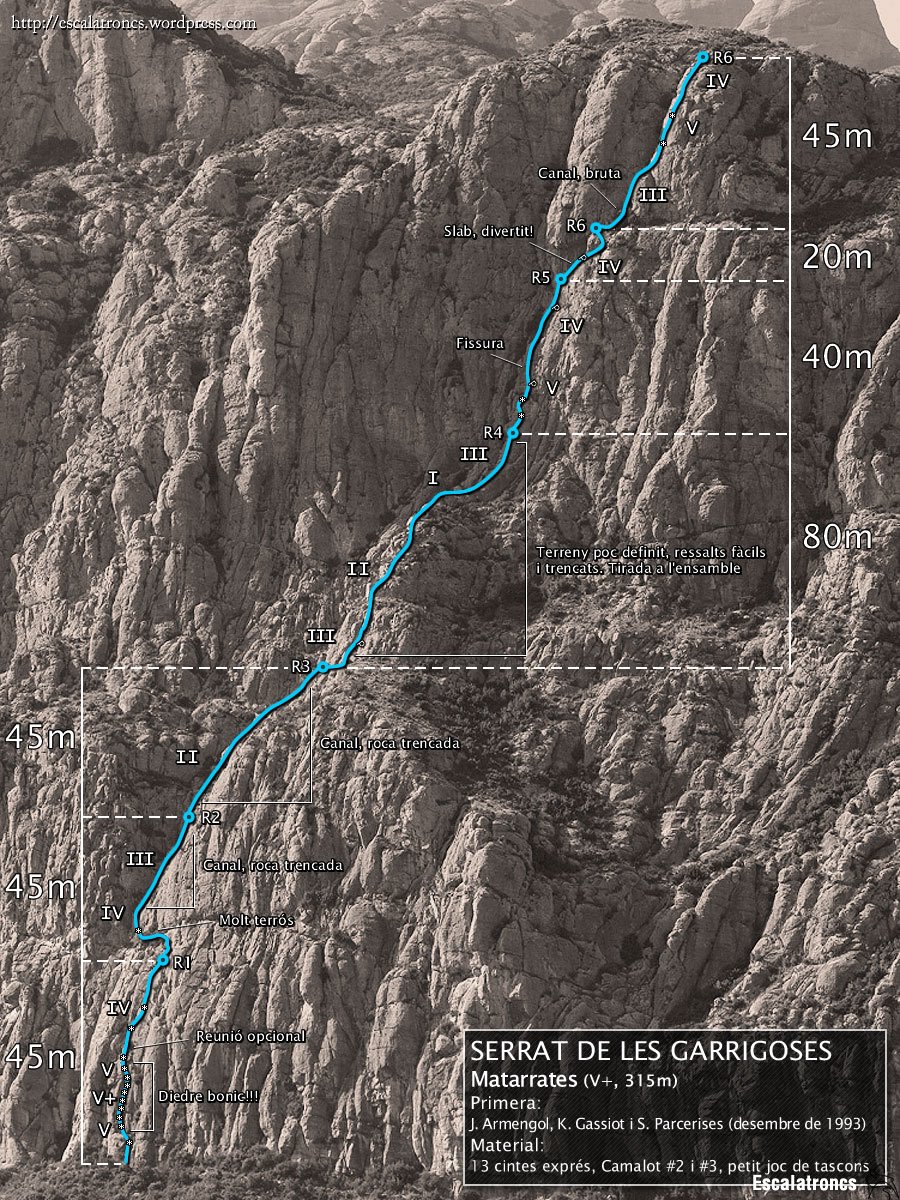 http://escalatroncs.wordpress.com
R6
IV
45m
V
Canal, bruta
III
R6
Slab, divertit!
IV
20m
R5
IV
Fissura
40m
V
R4
III
I
80m
Terreny poc definit, ressalts fàcils
i trencats. Tirada a l'ensamble
II
III
R3
45m
Canal, roca trencada
II
R2
III
Canal, roca trencada
45m
IV
Molt terrós
R1
IV
Reunió opcional
45m
V
V+
Diedre bonic!!!
V
SERRAT DE LES GARRIGOSES
Matarrates (V+, 315m)
Primera:
J. Armengol, K. Gassiot i S. Parcerises (desembre de 1993)
Material:
13 cintes exprés, Camalot #2 i #3, petit joc de tascons
Escalatroncs